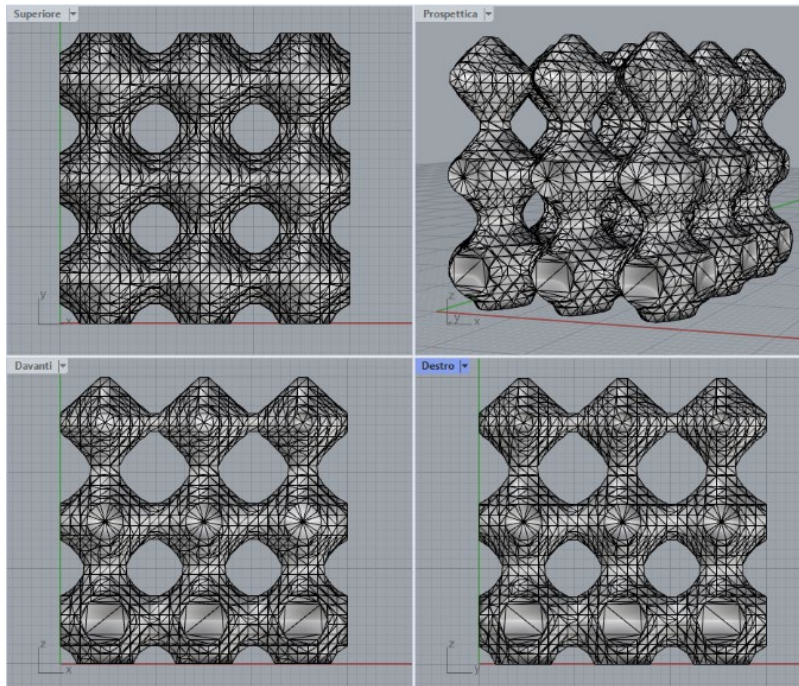 Superiore
Prospettica
y
x
z
y
x
Davanti
Destro
z
x
z
y